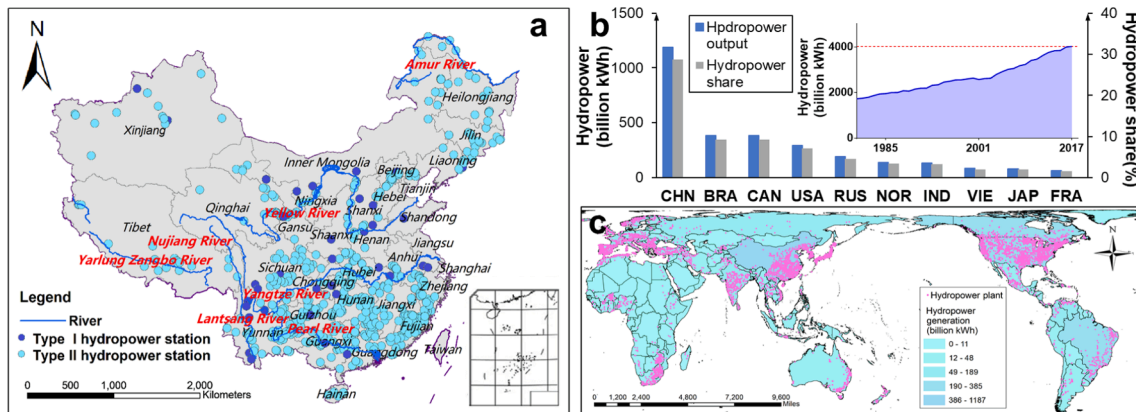 a
N
Amur River
Heilongjiang
Jilin
Liaoning
Xinjiang
Inner Mongolia
Beijing
Tianjin
Hebei
Ningxia
Shanxi
Shandong
Qinghai
Yellow River
Gansu
Shaanxi
Henan
Jiangsu
Tibet
Nujiang River
Anhui
Shanghai
Yarlung Zangbo River
Sichuan
Hubei
Zhejiang
Chongqing
Yangtze River
Hunan
Jiangxi
Lantsang River
Guizhou
Fujian
Yunnan
Pearl River
Guangxi
Guangdong
Taiwan
Hainan
Legend
River
Type I hydropower station
Type II hydropower station
0 500 1,000 2,000
Kilometers
b
Hydropower
(billion kWh)
1500
1000
500
0
Hpdropower
output
Hydropower
share
Hydropower
(billion kWh)
4000
2000
0
1985 2001 2017
40
30
20
10
0
Hydropower snare(%)
CHN BRA CAN USA RUS NOR IND VIE JAP FRA
c
N
Hydropower plant
Hydropower
generation
(billion kWh)
0 - 11
12 - 48
49 - 189
190 - 385
386 - 1187
0 1,200 2,400 4,800 7,200 9,600
Miles